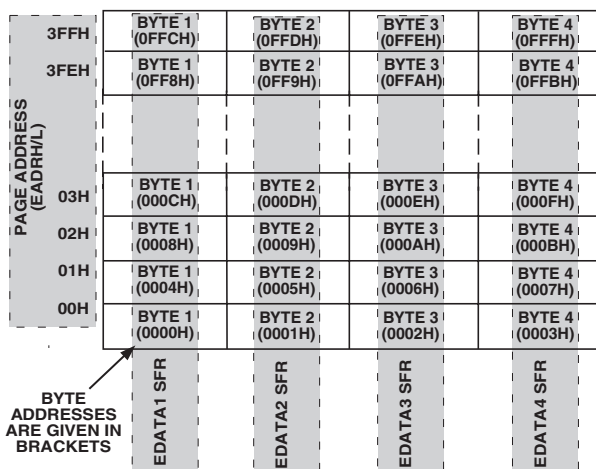 3FFH
BYTE 1 BYTE 2 BYTE 3 BYTE 4
(0FFCH) (0FFDH) (0FFEH) (0FFFH)
3FEH
BYTE 1 BYTE 2 BYTE 3 BYTE 4
(0FF8H) (0FF9H) (0FFAH) (0FFBH)
PAGE ADDRESS
(EADRH/L)
03H
BYTE 1 BYTE 2 BYTE 3 BYTE 4
(000CH) (000DH) (000EH) (000FH)
02H
BYTE 1 BYTE 2 BYTE 3 BYTE 4
(0008H) (0009H) (000AH) (000BH)
01H
BYTE 1 BYTE 2 BYTE 3 BYTE 4
(0004H) (0005H) (0006H) (0007H)
00H
BYTE 1 BYTE 2 BYTE 3 BYTE 4
(0000H) (0001H) (0002H) (0003H)
BYTE
ADDRESSES
ARE GIVEN IN
BRACKETS
EDATA1 SFR
EDATA2 SFR
EDATA3 SFR
EDATA4 SFR